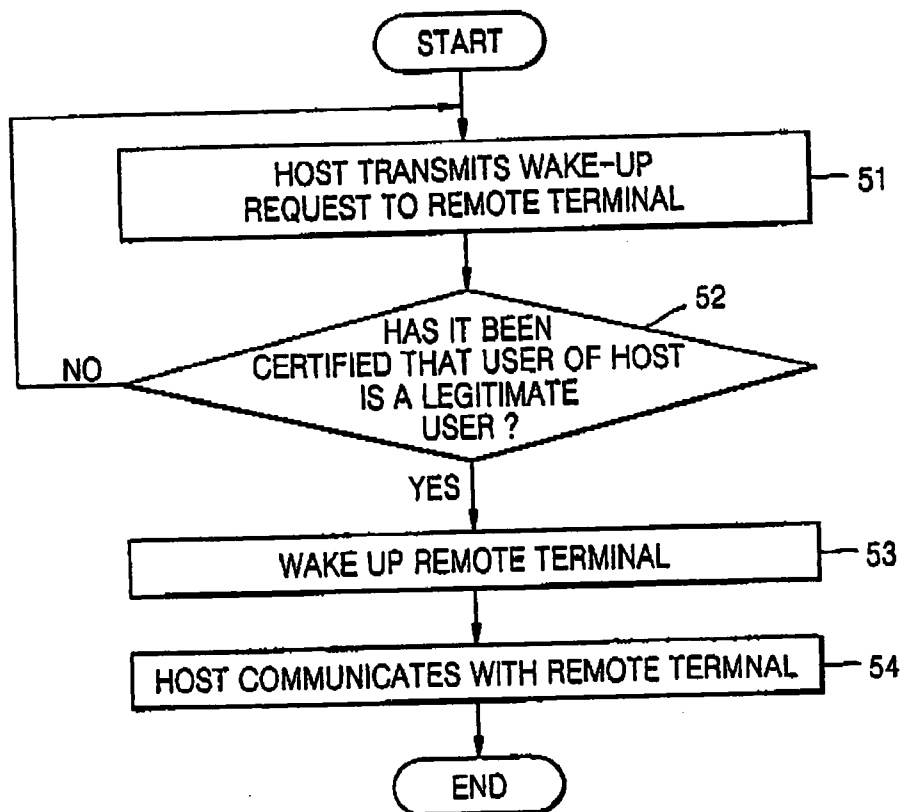 START
HOST TRANSMITS WAKE-UP
REQUEST TO REMOTE TERMINAL
51
52
HAS IT BEEN
CERTIFIED THAT USER OF HOST
IS A LEGITIMATE
USER ?
NO
YES
WAKE UP REMOTE TERMINAL
53
HOST COMMUNICATES WITH REMOTE TERMNAL
54
END